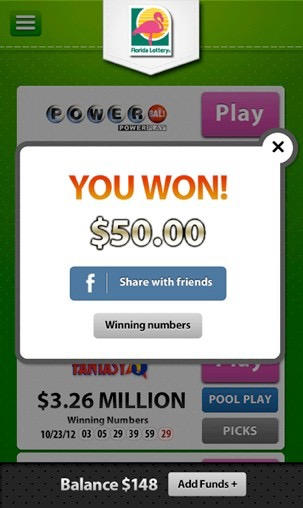 Florida Lottery
POWER BALL
POWER PLAY
Play
×
YOU WON!
$50.00
f Share with friends
Winning numbers
FANTASY 5
Play
$3.26 MILLION
POOL PLAY
Winning Numbers
10/23/12 03 05 29 39 59 29
PICKS
Balance $148
Add Funds +